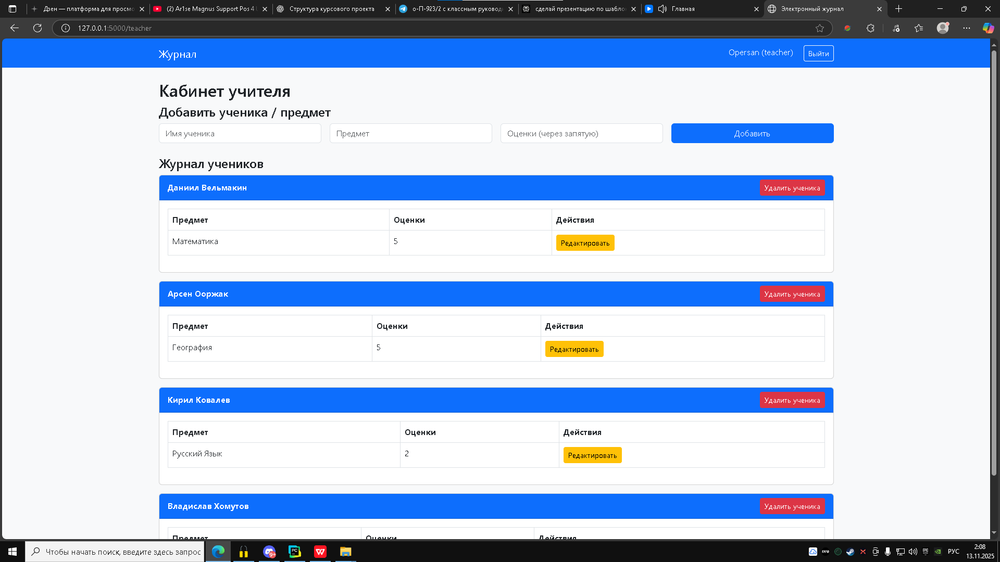 Дзен — платформа для просмо
(2) Ar1se Magnus Support Pos 4
Структура курсового проекта
о-П-923/2 с классным руковод
сделай презентацию по шабло
Главная
Электронный журнал
127.0.0.1:5000/teacher
Журнал
Opersan (teacher)
Выйти
Кабинет учителя
Добавить ученика / предмет
Имя ученика
Предмет
Оценки (через запятую)
Добавить
Журнал учеников
Даниил Вельмакин
Удалить ученика
Предмет
Оценки
Действия
Математика
5
Редактировать
Арсен Ооржак
Удалить ученика
Предмет
Оценки
Действия
География
5
Редактировать
Кирил Ковалев
Удалить ученика
Предмет
Оценки
Действия
Русский Язык
2
Редактировать
Владислав Хомутов
Удалить ученика
Предмет
Оценки
Действия
Чтобы начать поиск, введите здесь запрос
PC
9+
W
EPIC
РУС
2:08
13.11.2025